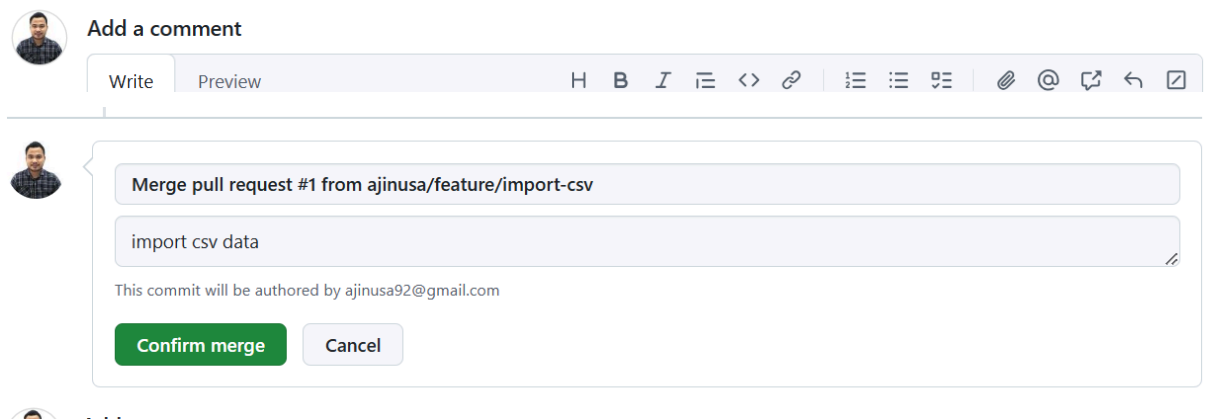 Add a comment
Write Preview
Merge pull request #1 from ajinusa/feature/import-csv
import csv data
This commit will be authored by ajinusa92@gmail.com
Confirm merge Cancel